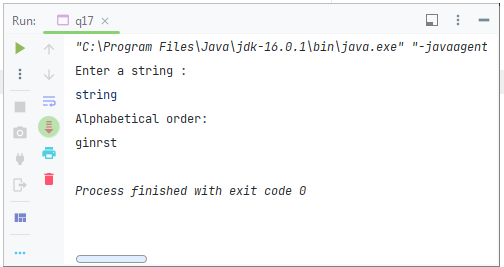 Run: q17
"C:\Program Files\Java\jdk-16.0.1\bin\java.exe" "-javaagent
Enter a string :
string
Alphabetical order:
ginrst
Process finished with exit code 0